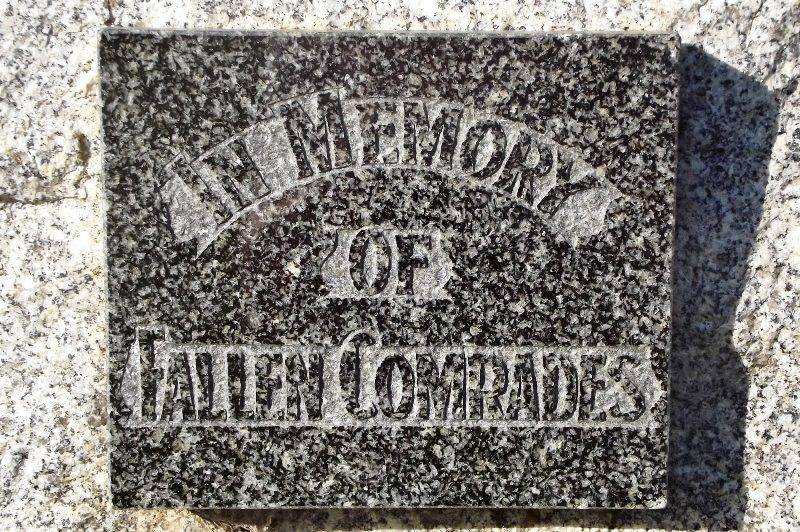 IN MEMORY
OF
FALLEN COMRADES